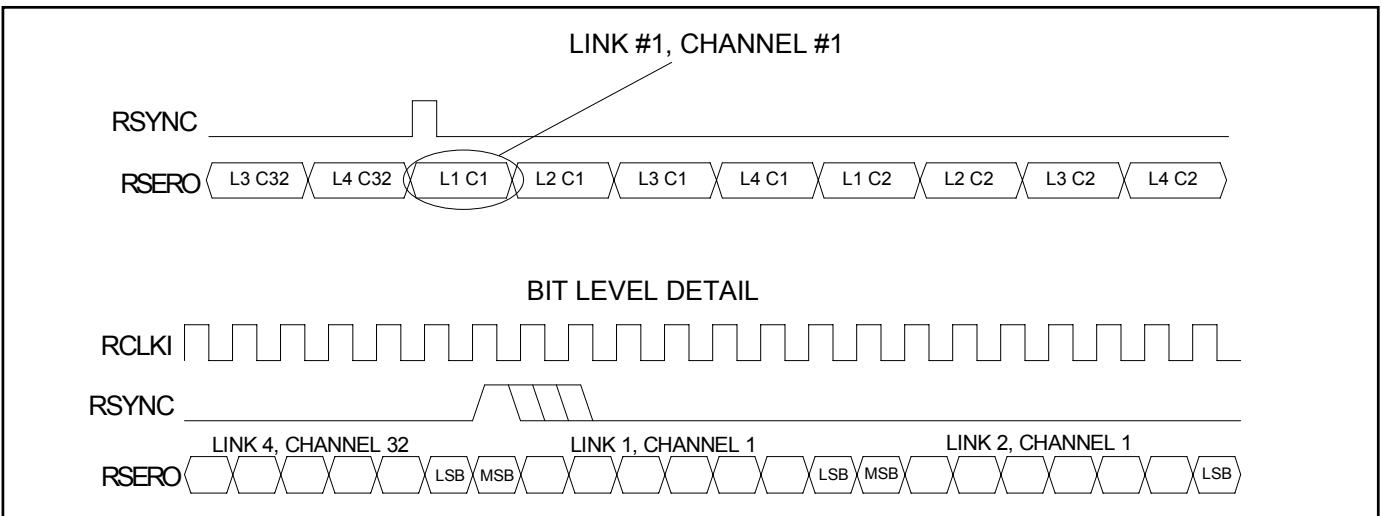 LINK #1, CHANNEL #1
RSYNC
RSERO L3 C32 L4 C32 L1 C1 L2 C1 L3 C1 L4 C1 L1 C2 L2 C2 L3 C2 L4 C2
BIT LEVEL DETAIL
RCLKI
RSYNC
LINK 4, CHANNEL 32 LINK 1, CHANNEL 1 LINK 2, CHANNEL 1
RSERO LSB MSB LSB MSB LSB